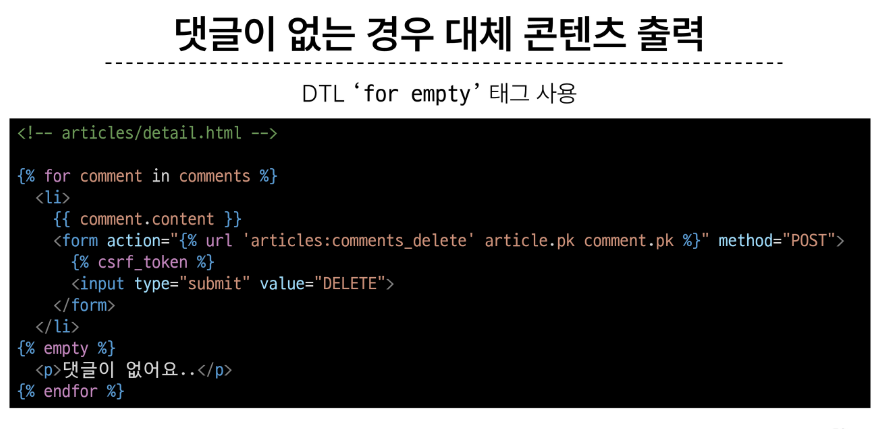 댓글이 없는 경우 대체 콘텐츠 출력
DTL ‘for empty’ 태그 사용
<!-- articles/detail.html -->
{% for comment in comments %}
<li>
{{ comment.content }}
<form action="{% url 'articles:comments_delete' article.pk comment.pk %}" method="POST">
{% csrf_token %}
<input type="submit" value="DELETE">
</form>
</li>
{% empty %}
<p>댓글이 없어요..</p>
{% endfor %}